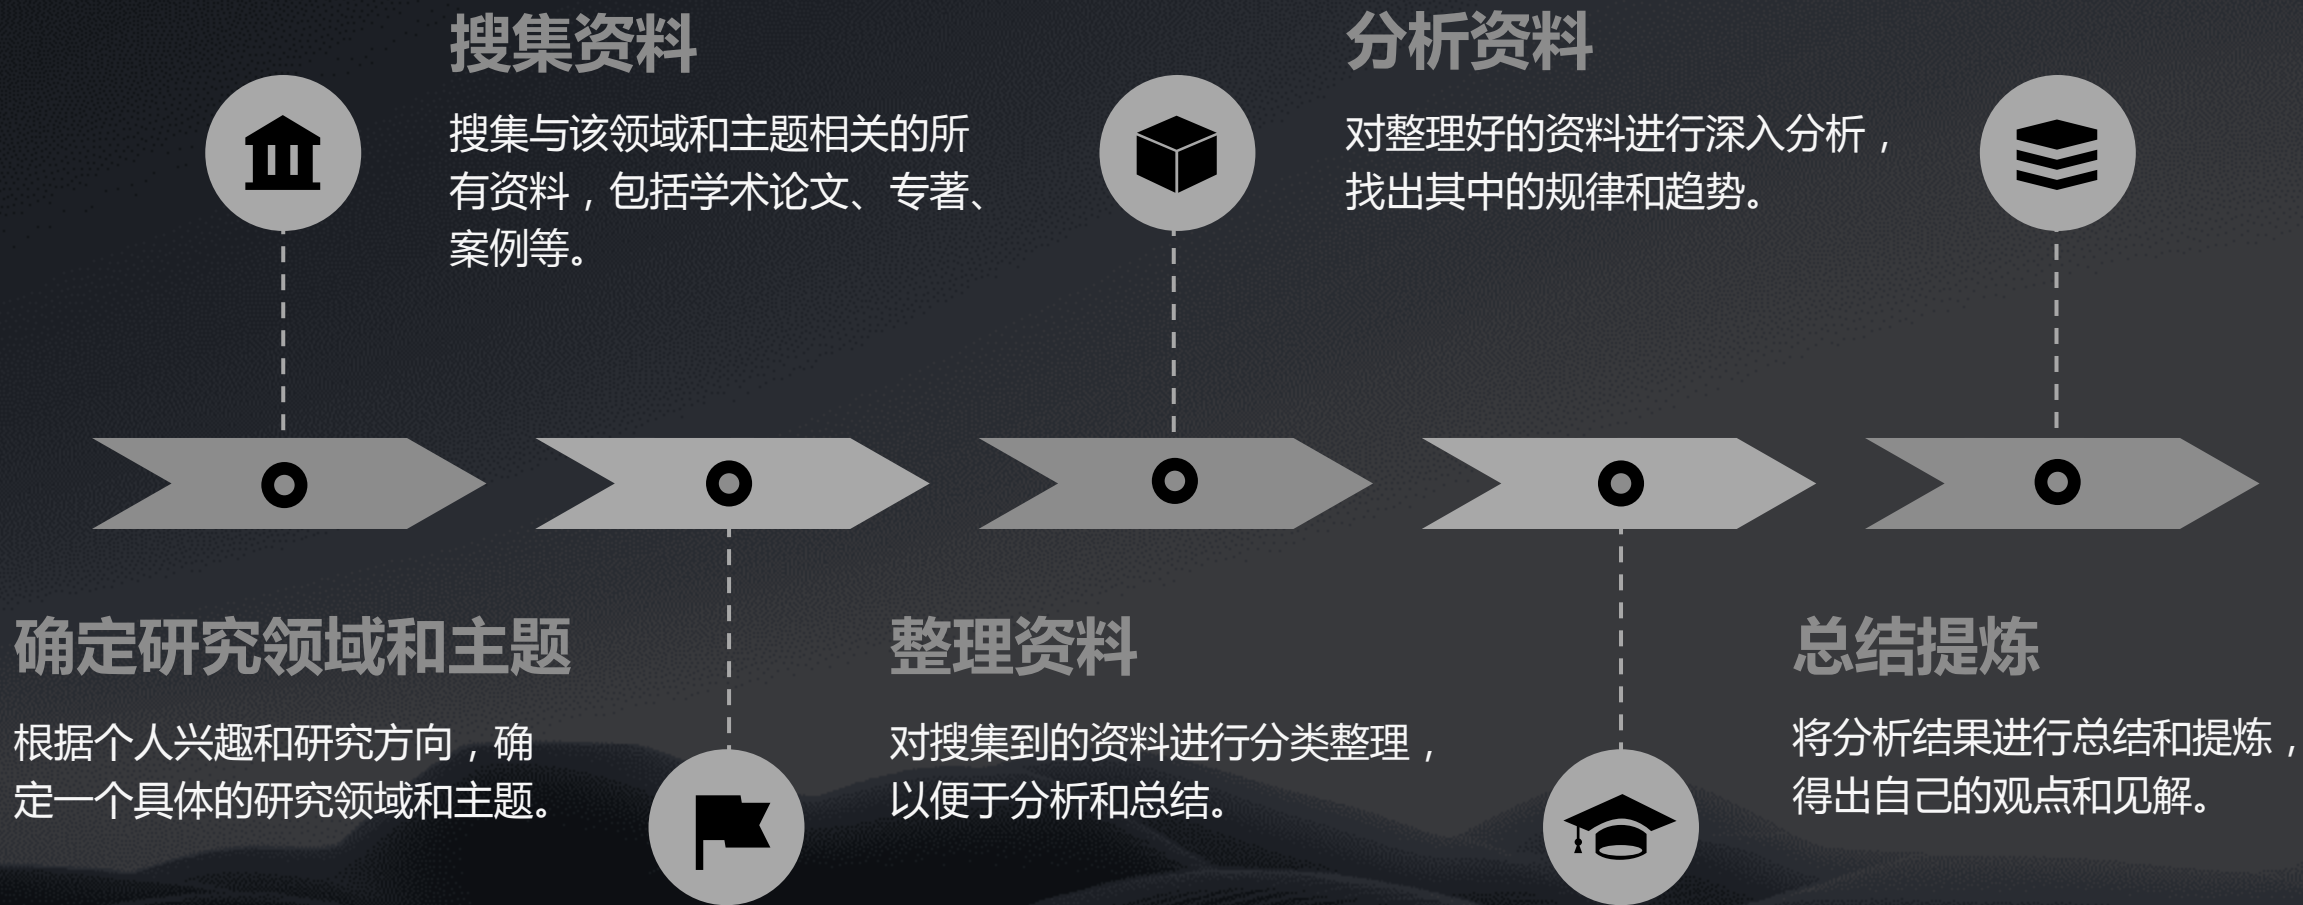 搜集资料
搜集与该领域和主题相关的所
有资料，包括学术论文、专著、
案例等。
分析资料
对整理好的资料进行深入分析，
找出其中的规律和趋势。
确定研究领域和主题
根据个人兴趣和研究方向，确
定一个具体的研究领域和主题。
整理资料
对搜集到的资料进行分类整理，
以便于分析和总结。
总结提炼
将分析结果进行总结和提炼，
得出自己的观点和见解。